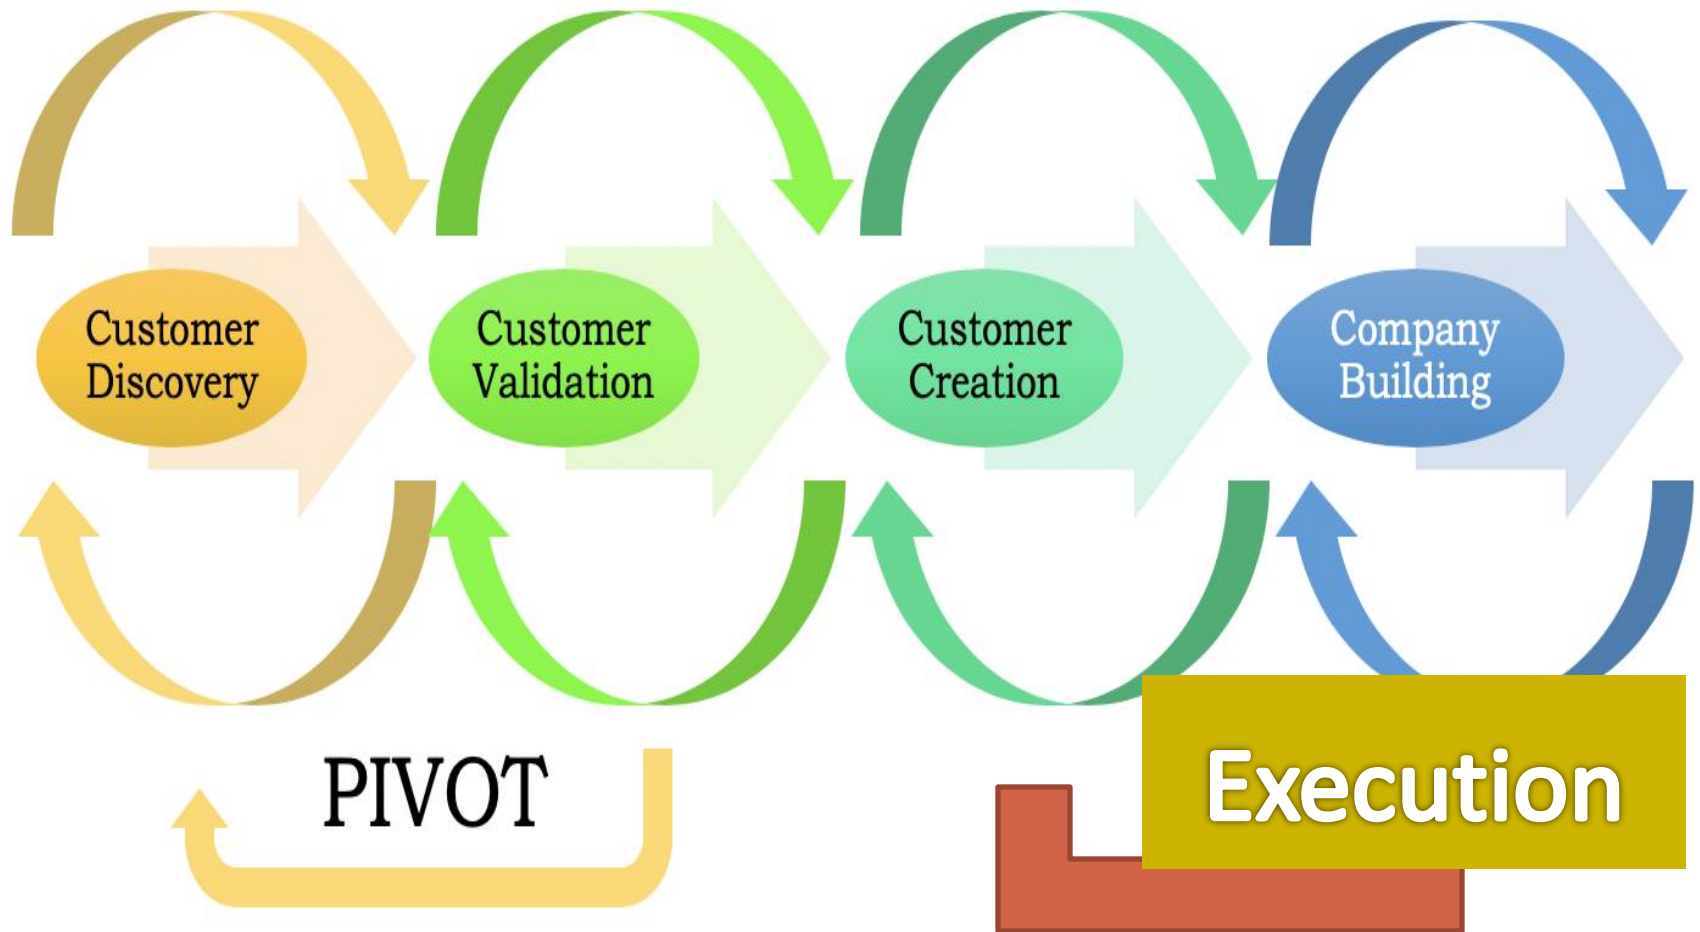 Customer
Discovery
Customer
Validation
Customer
Creation
Company
Building
PIVOT
Execution